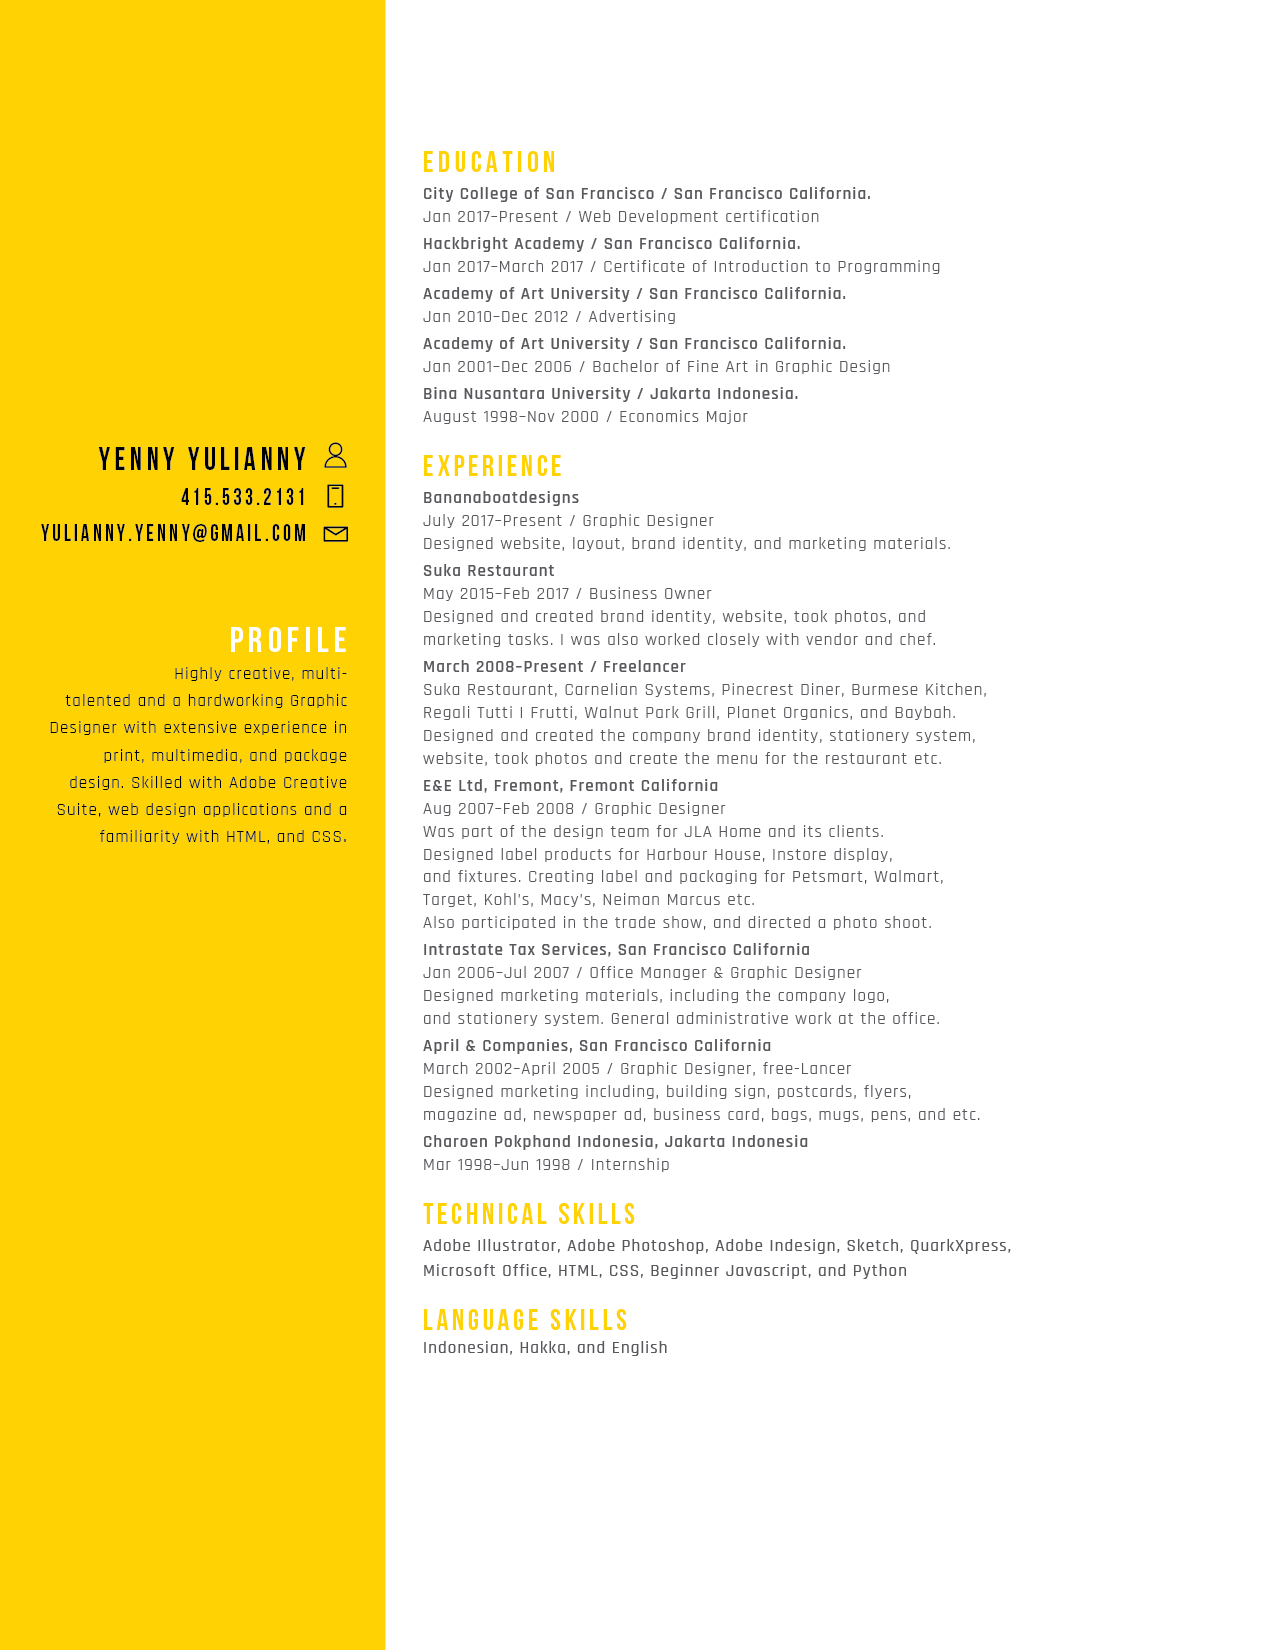 YENNY YULIANNY
415.533.2131
YULIANNY.YENNY@GMAIL.COM
PROFILE
Highly creative, multi-
talented and a hardworking Graphic
Designer with extensive experience in
print, multimedia, and package
design. Skilled with Adobe Creative
Suite, web design applications and a
familiarity with HTML, and CSS.
EDUCATION
City College of San Francisco / San Francisco California.
Jan 2017–Present / Web Development certification
Hackbright Academy / San Francisco California.
Jan 2017–March 2017 / Certificate of Introduction to Programming
Academy of Art University / San Francisco California.
Jan 2010–Dec 2012 / Advertising
Academy of Art University / San Francisco California.
Jan 2001–Dec 2006 / Bachelor of Fine Art in Graphic Design
Bina Nusantara University / Jakarta Indonesia.
August 1998–Nov 2000 / Economics Major
EXPERIENCE
Bananaboatdesigns
July 2017–Present / Graphic Designer
Designed website, layout, brand identity, and marketing materials.
Suka Restaurant
May 2015–Feb 2017 / Business Owner
Designed and created brand identity, website, took photos, and
marketing tasks. I was also worked closely with vendor and chef.
March 2008–Present / Freelancer
Suka Restaurant, Carnelian Systems, Pinecrest Diner, Burmese Kitchen,
Regali Tutti I Frutti, Walnut Park Grill, Planet Organics, and Baybah.
Designed and created the company brand identity, stationery system,
website, took photos and create the menu for the restaurant etc.
E&E Ltd, Fremont, Fremont California
Aug 2007–Feb 2008 / Graphic Designer
Was part of the design team for JLA Home and its clients.
Designed label products for Harbour House, Instore display,
and fixtures. Creating label and packaging for Petsmart, Walmart,
Target, Kohl's, Macy's, Neiman Marcus etc.
Also participated in the trade show, and directed a photo shoot.
Intrastate Tax Services, San Francisco California
Jan 2006–Jul 2007 / Office Manager & Graphic Designer
Designed marketing materials, including the company logo,
and stationery system. General administrative work at the office.
April & Companies, San Francisco California
March 2002–April 2005 / Graphic Designer, free-Lancer
Designed marketing including, building sign, postcards, flyers,
magazine ad, newspaper ad, business card, bags, mugs, pens, and etc.
Charoen Pokphand Indonesia, Jakarta Indonesia
Mar 1998–Jun 1998 / Internship
TECHNICAL SKILLS
Adobe Illustrator, Adobe Photoshop, Adobe Indesign, Sketch, QuarkXpress,
Microsoft Office, HTML, CSS, Beginner Javascript, and Python
LANGUAGE SKILLS
Indonesian, Hakka, and English